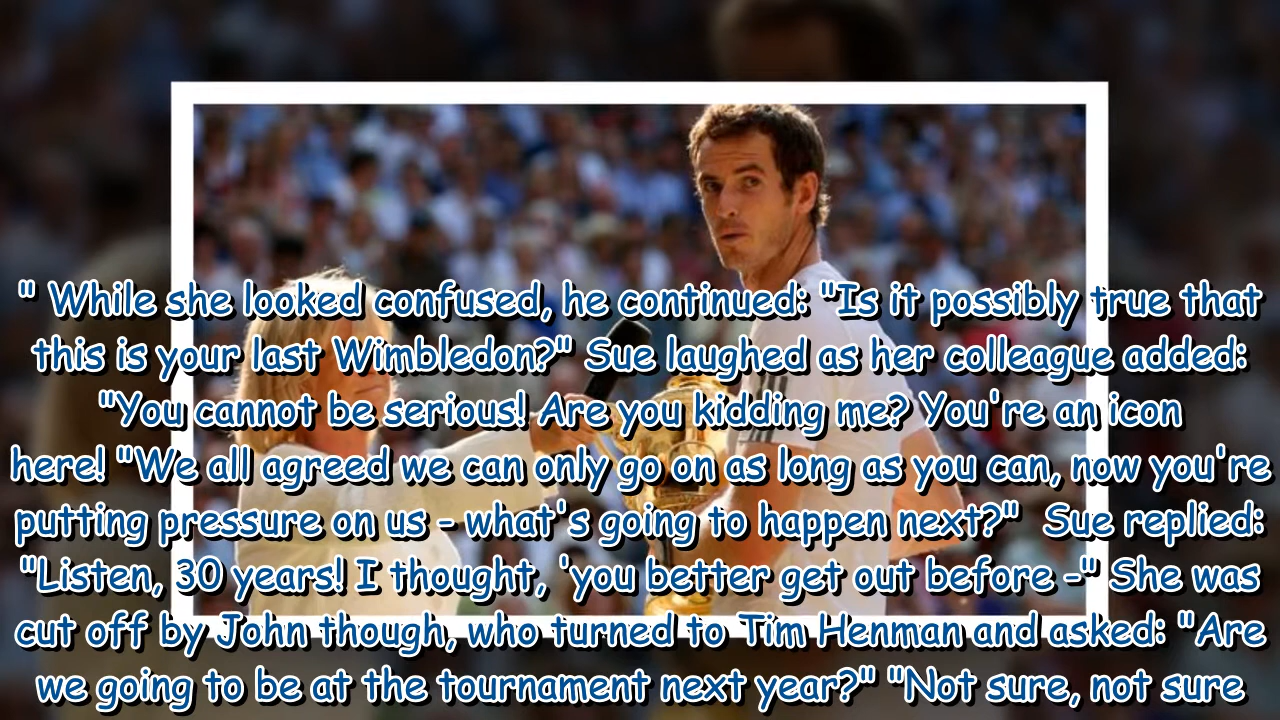 " While she looked confused, he continued: "Is it possibly true that
this is your last Wimbledon?" Sue laughed as her colleague added:
"You cannot be serious! Are you kidding me? You're an icon
here! "We all agreed we can only go on as long as you can, now you're
putting pressure on us - what's going to happen next?"  Sue replied:
"Listen, 30 years! I thought, 'you better get out before -" She was
cut off by John though, who turned to Tim Henman and asked: "Are
we going to be at the tournament next year?" "Not sure, not sure